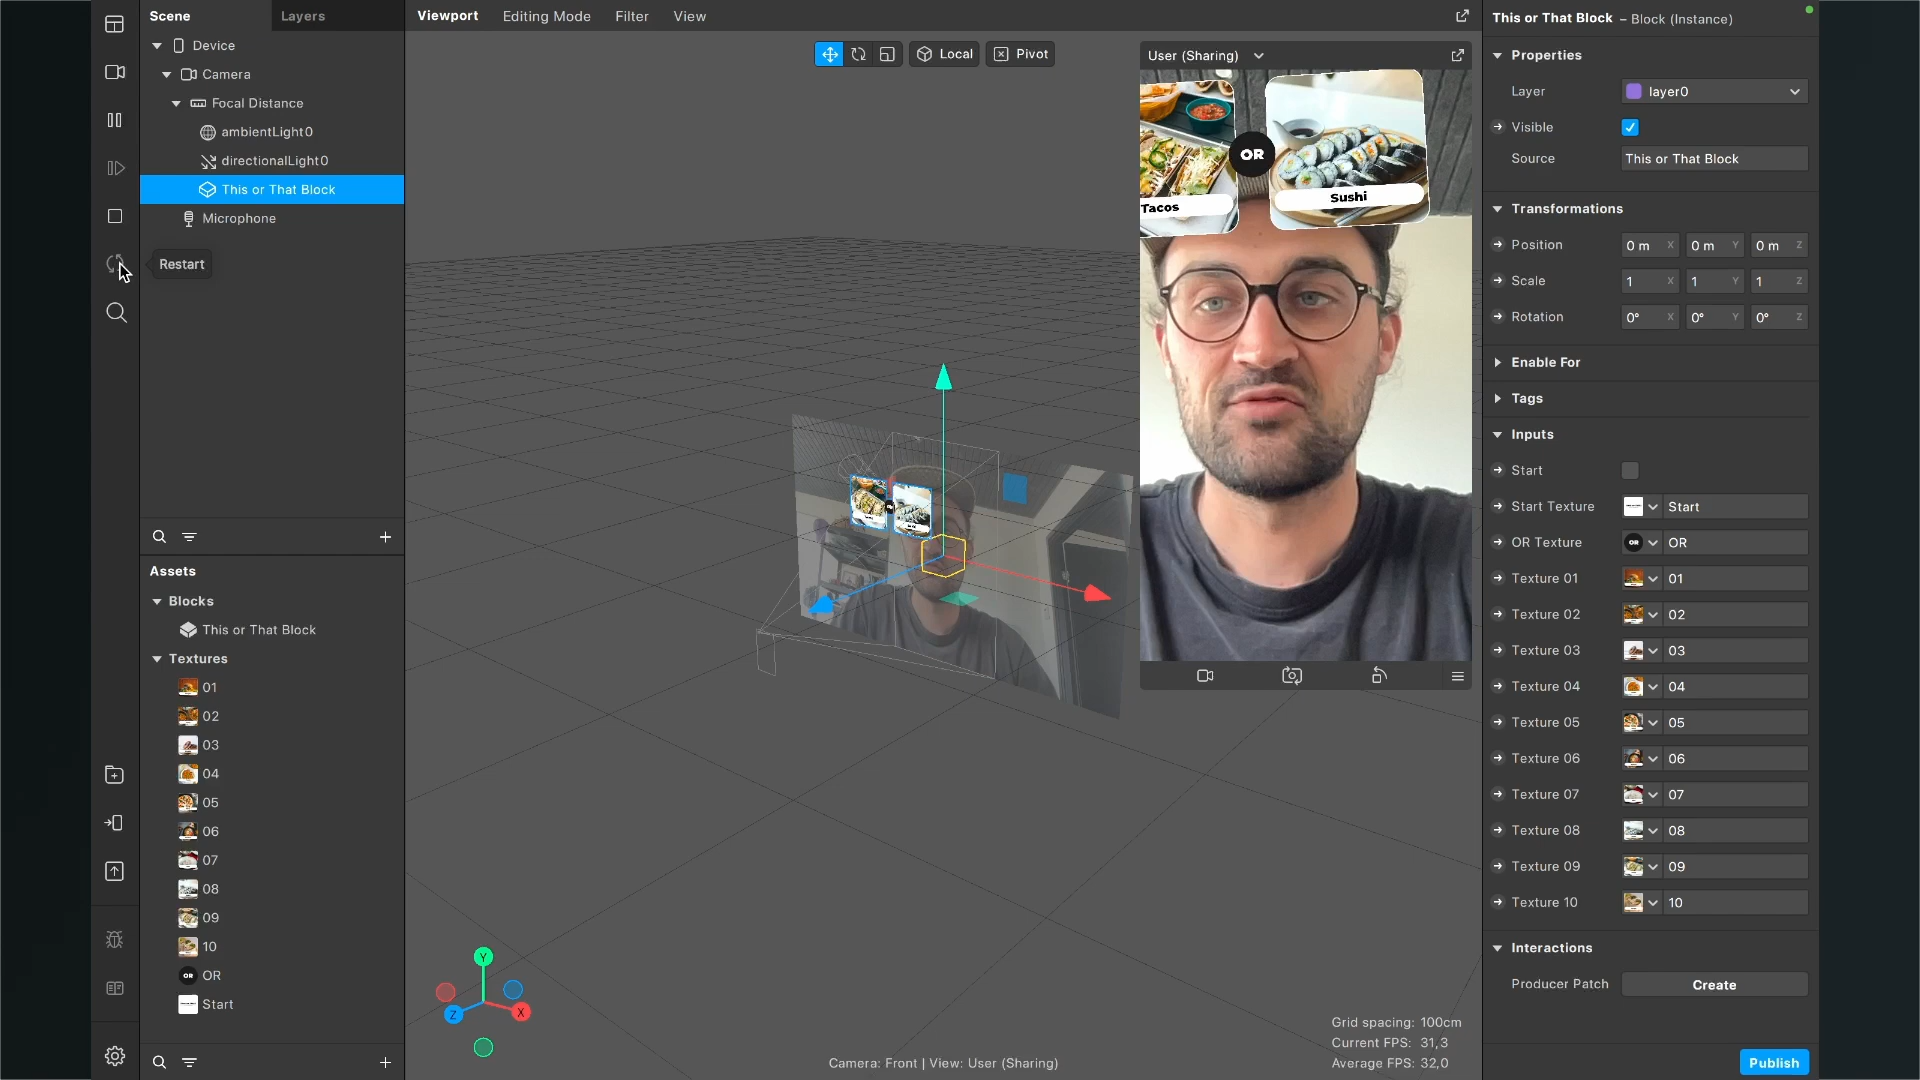 Scene
Layers
Device
Camera
Focal Distance
ambientLight0
directionalLight0
This or That Block
Microphone
Restart
Assets
Blocks
This or That Block
Textures
01
02
03
04
05
06
07
08
09
10
OR
Start
Viewport Editing Mode Filter View
Local
Pivot
User (Sharing)
OR
Tacos
Sushi
Y
Z
X
Camera: Front | View: User (Sharing)
Grid spacing: 100cm
Current FPS: 31,3
Average FPS: 32,0
This or That Block – Block (Instance)
Properties
Layer layer0
Visible
Source This or That Block
Transformations
Position 0 m X 0 m Y 0 m Z
Scale 1 X 1 Y 1 Z
Rotation 0° X 0° Y 0° Z
Enable For
Tags
Inputs
Start
Start Texture Start
OR Texture OR OR
Texture 01 01
Texture 02 02
Texture 03 03
Texture 04 04
Texture 05 05
Texture 06 06
Texture 07 07
Texture 08 08
Texture 09 09
Texture 10 10
Interactions
Producer Patch Create
Publish